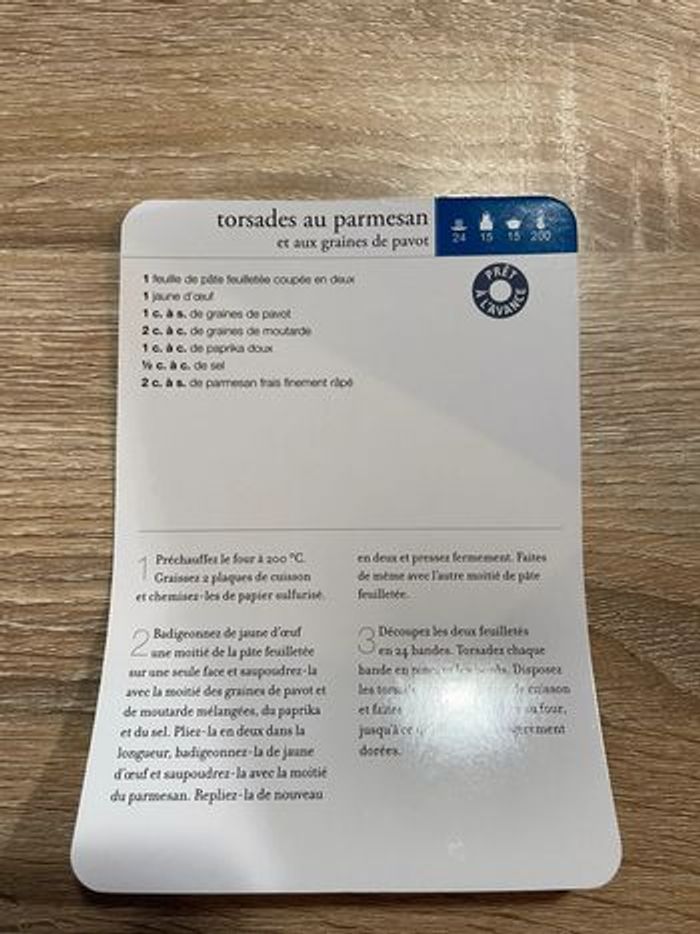 torsades au parmesan
et aux graines de pavot
24 15 15 200
PRÊT
À L'AVANCE
1 feuille de pâte feuilletée coupée en deux
1 jaune d'œuf
1 c. à s. de graines de pavot
2 c. à c. de graines de moutarde
1 c. à c. de paprika doux
½ c. à c. de sel
2 c. à s. de parmesan frais finement râpé
1 Préchauffez le four à 200 °C.
Graissez 2 plaques de cuisson
et chemisez-les de papier sulfurisé.
2 Badigeonnez de jaune d'œuf
une moitié de la pâte feuilletée
sur une seule face et saupoudrez-la
avec la moitié des graines de pavot et
de moutarde mélangées, du paprika
et du sel. Pliez-la en deux dans la
longueur, badigeonnez-la de jaune
d'œuf et saupoudrez-la avec la moitié
du parmesan. Repliez-la de nouveau
en deux et pressez fermement. Faites
de même avec l'autre moitié de pâte
feuilletée.
3 Découpez les deux feuilletés
en 24 bandes. Torsadez chaque
bande en les bouts. Disposez
les de cuisson
et faites au four,
jusqu'à ce
dorées.